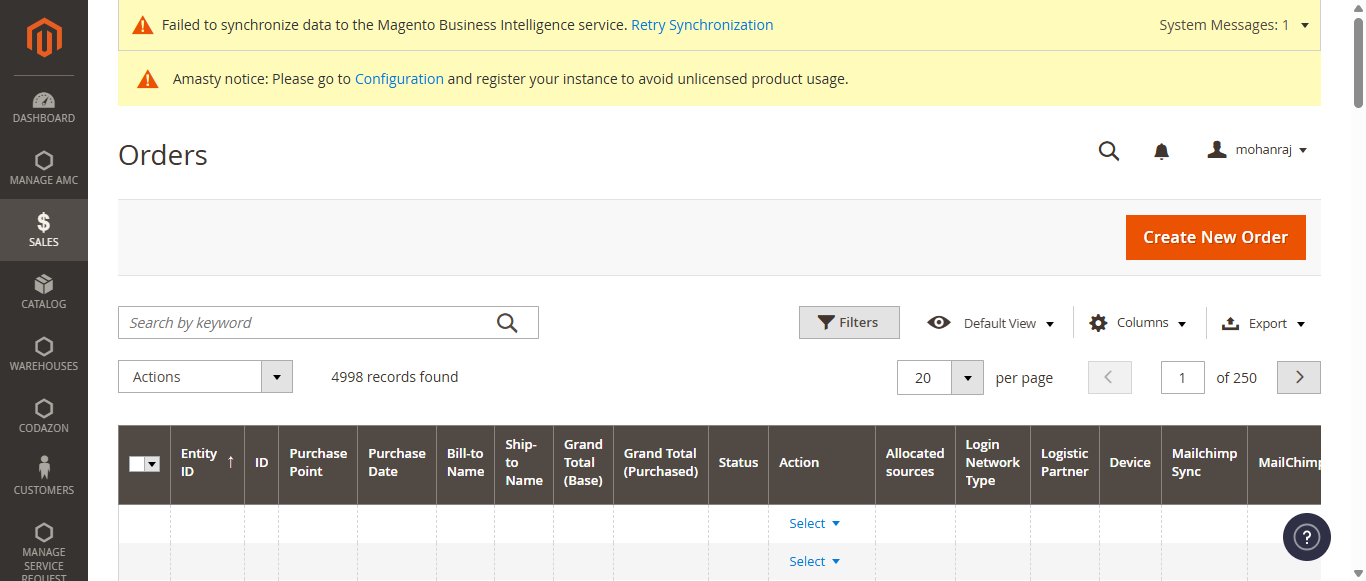 Failed to synchronize data to the Magento Business Intelligence service. Retry Synchronization
System Messages: 1
Amasty notice: Please go to Configuration and register your instance to avoid unlicensed product usage.
DASHBOARD
MANAGE AMC
SALES
CATALOG
WAREHOUSES
CODAZON
CUSTOMERS
MANAGE
SERVICE
REQUEST
Orders
mohanraj
Create New Order
Search by keyword
Filters
Default View
Columns
Export
Actions
4998 records found
20
per page
1
of 250
Entity
ID
ID
Purchase
Point
Purchase
Date
Bill-to
Name
Ship-
to
Name
Grand
Total
(Base)
Grand Total
(Purchased)
Status
Action
Allocated
sources
Login
Network
Type
Logistic
Partner
Device
Mailchimp
Sync
MailChimp
Select
Select
?